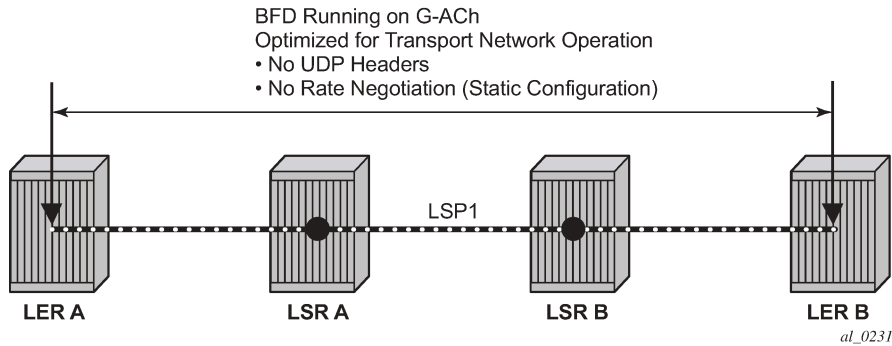 BFD Running on G-ACh
Optimized for Transport Network Operation
• No UDP Headers
• No Rate Negotiation (Static Configuration)
LSP1
LER A
LSR A
LSR B
LER B
al_0231